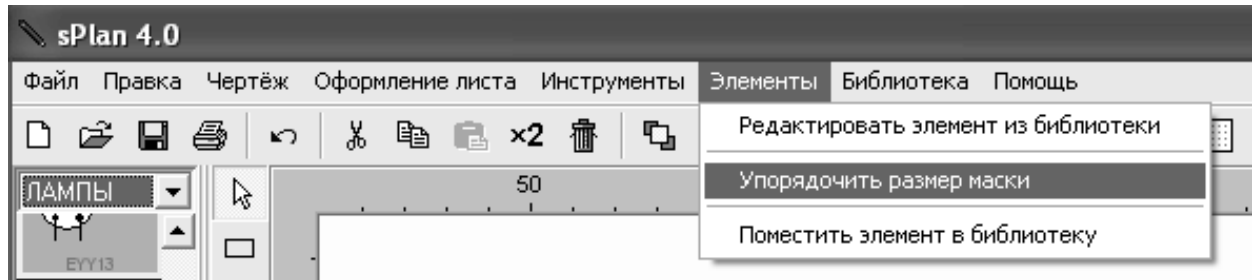 sPlan 4.0
Файл Правка Чертёж Оформление листа Инструменты Элементы Библиотека Помощь
×2
Редактировать элемент из библиотеки
ЛАМПЫ
50
Упорядочить размер маски
EYY13
Поместить элемент в библиотеку